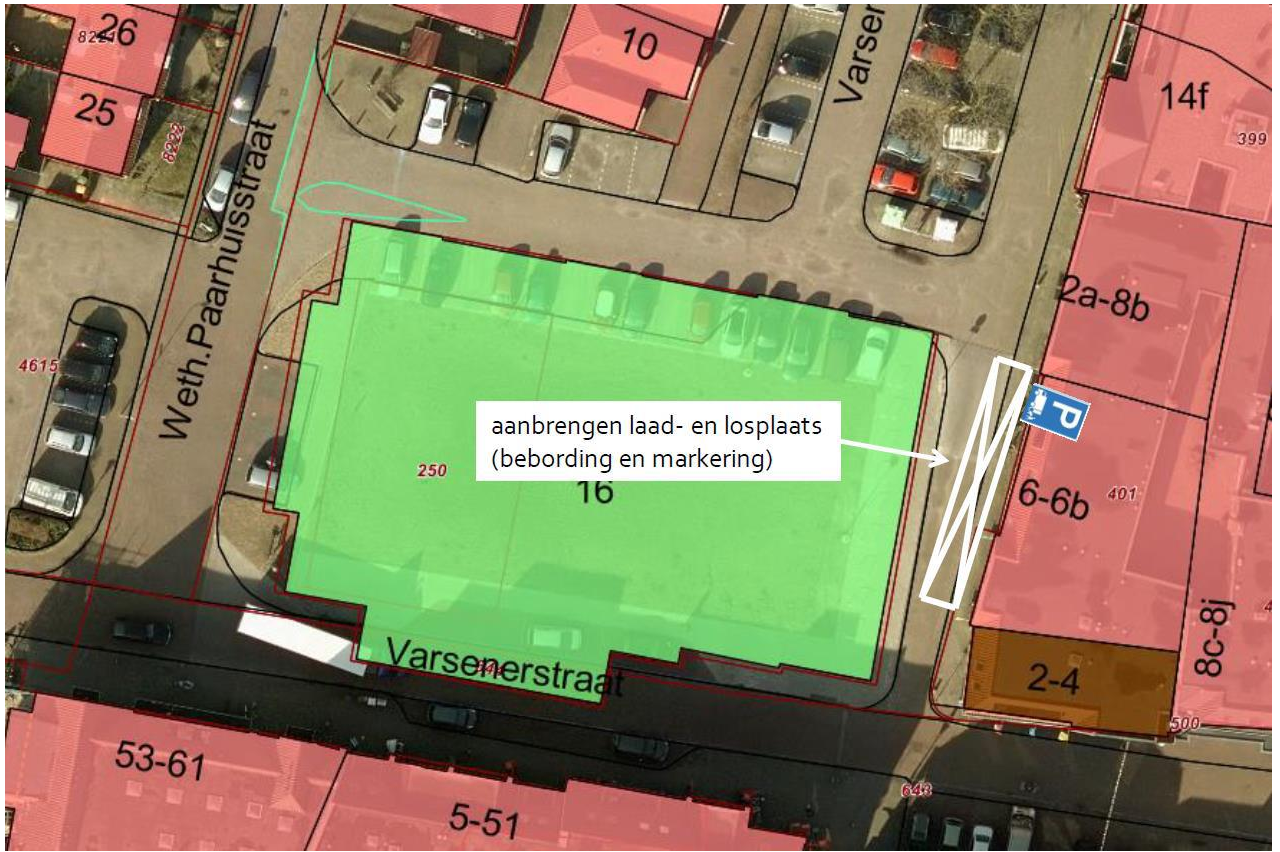 26
8221
25
8222
Weth.Paarhuisstraat
4615
10
Varsen
14f
399
2a-8b
aanbrengen laad- en losplaats
(bebording en markering)
P
250
16
6-6b
401
8c-8j
2-4
500
Varsenerstraat
53-61
5-51
643